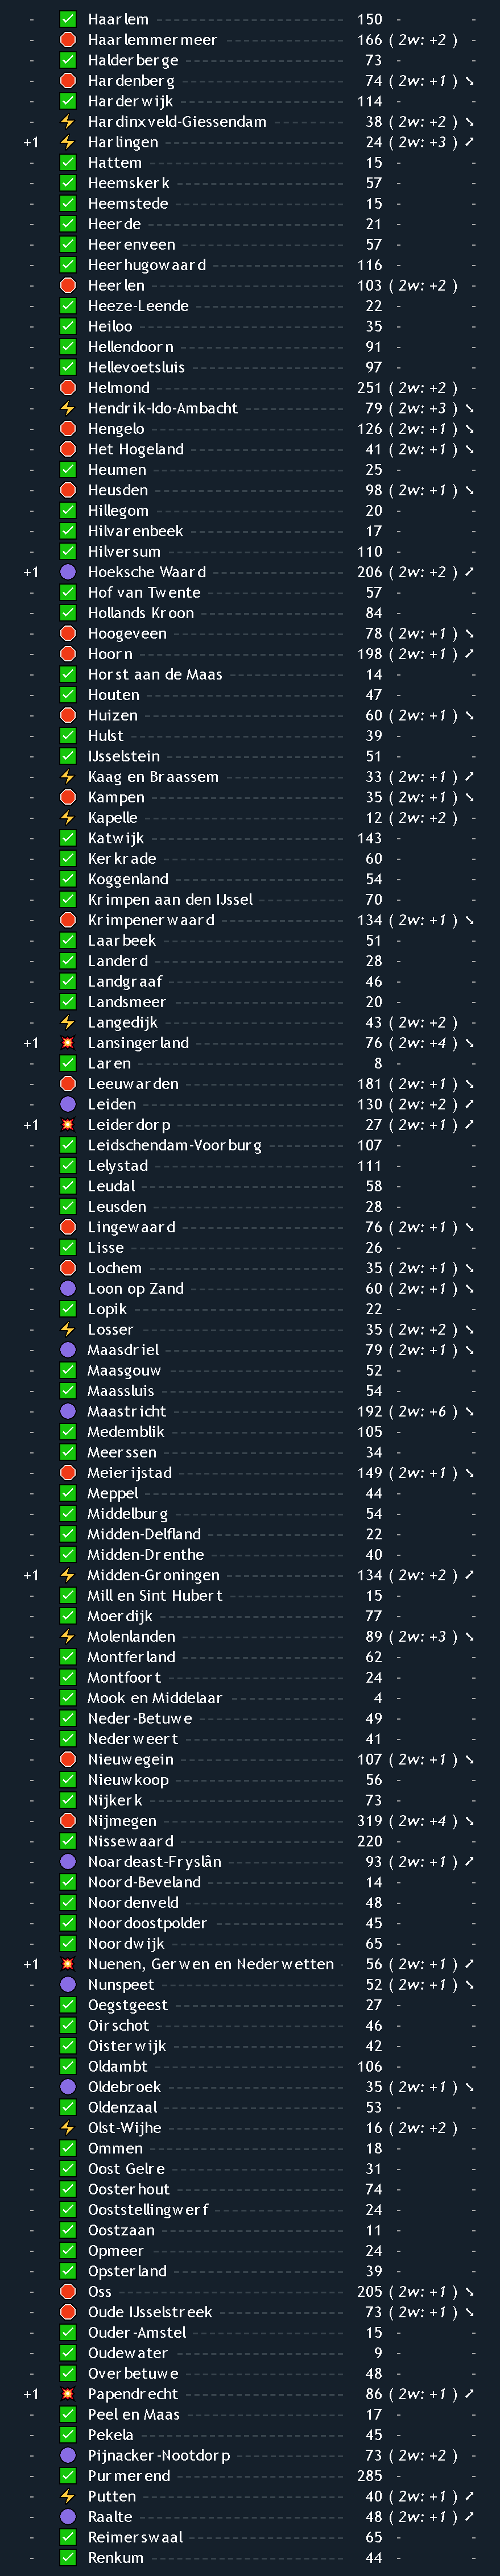 - ✅ Haarlem 150 - -
- 🛑 Haarlemmermeer 166 ( 2w: +2 ) -
- ✅ Halderberge 73 - -
- 🛑 Hardenberg 74 ( 2w: +1 ) ➘
- ✅ Harderwijk 114 - -
- ⚡ Hardinxveld-Giessendam 38 ( 2w: +2 ) ➘
+1 ⚡ Harlingen 24 ( 2w: +3 ) ➚
- ✅ Hattem 15 - -
- ✅ Heemskerk 57 - -
- ✅ Heemstede 15 - -
- ✅ Heerde 21 - -
- ✅ Heerenveen 57 - -
- ✅ Heerhugowaard 116 - -
- 🛑 Heerlen 103 ( 2w: +2 ) -
- ✅ Heeze-Leende 22 - -
- ✅ Heiloo 35 - -
- ✅ Hellendoorn 91 - -
- ✅ Hellevoetsluis 97 - -
- 🛑 Helmond 251 ( 2w: +2 ) -
- ⚡ Hendrik-Ido-Ambacht 79 ( 2w: +3 ) ➘
- 🛑 Hengelo 126 ( 2w: +1 ) ➘
- 🛑 Het Hogeland 41 ( 2w: +1 ) ➘
- ✅ Heumen 25 - -
- 🛑 Heusden 98 ( 2w: +1 ) ➘
- ✅ Hillegom 20 - -
- ✅ Hilvarenbeek 17 - -
- ✅ Hilversum 110 - -
+1 🟣 Hoeksche Waard 206 ( 2w: +2 ) ➚
- ✅ Hof van Twente 57 - -
- ✅ Hollands Kroon 84 - -
- 🛑 Hoogeveen 78 ( 2w: +1 ) ➘
- 🛑 Hoorn 198 ( 2w: +1 ) ➚
- ✅ Horst aan de Maas 14 - -
- ✅ Houten 47 - -
- 🛑 Huizen 60 ( 2w: +1 ) ➘
- ✅ Hulst 39 - -
- ✅ IJsselstein 51 - -
- ⚡ Kaag en Braassem 33 ( 2w: +1 ) ➚
- 🛑 Kampen 35 ( 2w: +1 ) ➘
- ⚡ Kapelle 12 ( 2w: +2 ) -
- ✅ Katwijk 143 - -
- ✅ Kerkrade 60 - -
- ✅ Koggenland 54 - -
- ✅ Krimpen aan den IJssel 70 - -
- 🛑 Krimpenerwaard 134 ( 2w: +1 ) ➘
- ✅ Laarbeek 51 - -
- ✅ Landerd 28 - -
- ✅ Landgraaf 46 - -
- ✅ Landsmeer 20 - -
- ⚡ Langedijk 43 ( 2w: +2 ) -
+1 💥 Lansingerland 76 ( 2w: +4 ) ➘
- ✅ Laren 8 - -
- 🛑 Leeuwarden 181 ( 2w: +1 ) ➘
- 🟣 Leiden 130 ( 2w: +2 ) ➚
+1 💥 Leiderdorp 27 ( 2w: +1 ) ➚
- ✅ Leidschendam-Voorburg 107 - -
- ✅ Lelystad 111 - -
- ✅ Leudal 58 - -
- ✅ Leusden 28 - -
- 🛑 Lingewaard 76 ( 2w: +1 ) ➘
- ✅ Lisse 26 - -
- 🛑 Lochem 35 ( 2w: +1 ) ➘
- 🟣 Loon op Zand 60 ( 2w: +1 ) ➘
- ✅ Lopik 22 - -
- ⚡ Losser 35 ( 2w: +2 ) ➘
- 🟣 Maasdriel 79 ( 2w: +1 ) ➘
- ✅ Maasgouw 52 - -
- ✅ Maassluis 54 - -
- 🟣 Maastricht 192 ( 2w: +6 ) ➘
- ✅ Medemblik 105 - -
- ✅ Meerssen 34 - -
- 🛑 Meierijstad 149 ( 2w: +1 ) ➘
- ✅ Meppel 44 - -
- ✅ Middelburg 54 - -
- ✅ Midden-Delfland 22 - -
- ✅ Midden-Drenthe 40 - -
+1 ⚡ Midden-Groningen 134 ( 2w: +2 ) ➚
- ✅ Mill en Sint Hubert 15 - -
- ✅ Moerdijk 77 - -
- ⚡ Molenlanden 89 ( 2w: +3 ) ➘
- ✅ Montferland 62 - -
- ✅ Montfoort 24 - -
- ✅ Mook en Middelaar 4 - -
- ✅ Neder-Betuwe 49 - -
- ✅ Nederweert 41 - -
- 🛑 Nieuwegein 107 ( 2w: +1 ) ➘
- ✅ Nieuwkoop 56 - -
- ✅ Nijkerk 73 - -
- 🛑 Nijmegen 319 ( 2w: +4 ) ➘
- ✅ Nissewaard 220 - -
- 🟣 Noardeast-Fryslân 93 ( 2w: +1 ) ➚
- ✅ Noord-Beveland 14 - -
- ✅ Noordenveld 48 - -
- ✅ Noordoostpolder 45 - -
- ✅ Noordwijk 65 - -
+1 💥 Nuenen, Gerwen en Nederwetten 56 ( 2w: +1 ) ➚
- 🟣 Nunspeet 52 ( 2w: +1 ) ➘
- ✅ Oegstgeest 27 - -
- ✅ Oirschot 46 - -
- ✅ Oisterwijk 42 - -
- ✅ Oldambt 106 - -
- 🟣 Oldebroek 35 ( 2w: +1 ) ➘
- ✅ Oldenzaal 53 - -
- ⚡ Olst-Wijhe 16 ( 2w: +2 ) -
- ✅ Ommen 18 - -
- ✅ Oost Gelre 31 - -
- ✅ Oosterhout 74 - -
- ✅ Ooststellingwerf 24 - -
- ✅ Oostzaan 11 - -
- ✅ Opmeer 24 - -
- ✅ Opsterland 39 - -
- 🛑 Oss 205 ( 2w: +1 ) ➘
- 🛑 Oude IJsselstreek 73 ( 2w: +1 ) ➘
- ✅ Ouder-Amstel 15 - -
- ✅ Oudewater 9 - -
- ✅ Overbetuwe 48 - -
+1 💥 Papendrecht 86 ( 2w: +1 ) ➚
- ✅ Peel en Maas 17 - -
- ✅ Pekela 45 - -
- 🟣 Pijnacker-Nootdorp 73 ( 2w: +2 ) -
- ✅ Purmerend 285 - -
- ⚡ Putten 40 ( 2w: +1 ) ➚
- 🟣 Raalte 48 ( 2w: +1 ) ➚
- ✅ Reimerswaal 65 - -
- ✅ Renkum 44 - -